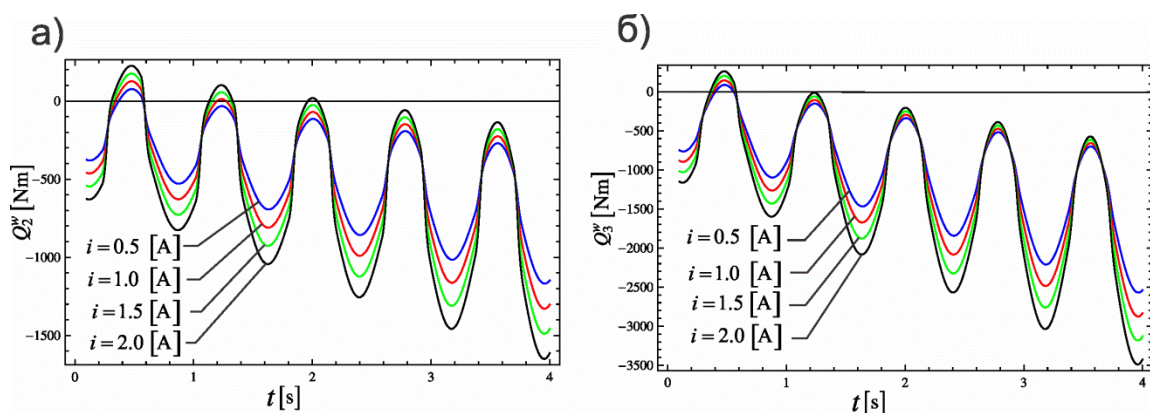 а)
0
-500
-1000
-1500
Q₂ʷ [Nm]
i = 0.5 [A]
i = 1.0 [A]
i = 1.5 [A]
i = 2.0 [A]
0 1 2 3 4
t [s]
б)
0
-500
-1000
-1500
-2000
-2500
-3000
-3500
Q₃ʷ [Nm]
i = 0.5 [A]
i = 1.0 [A]
i = 1.5 [A]
i = 2.0 [A]
0 1 2 3 4
t [s]